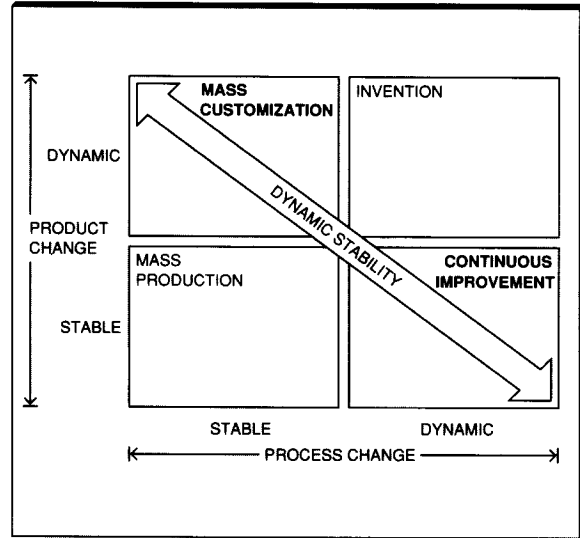 MASS
CUSTOMIZATION
INVENTION
DYNAMIC
DYNAMIC STABILITY
PRODUCT
CHANGE
MASS
PRODUCTION
CONTINUOUS
IMPROVEMENT
STABLE
STABLE
DYNAMIC
PROCESS CHANGE